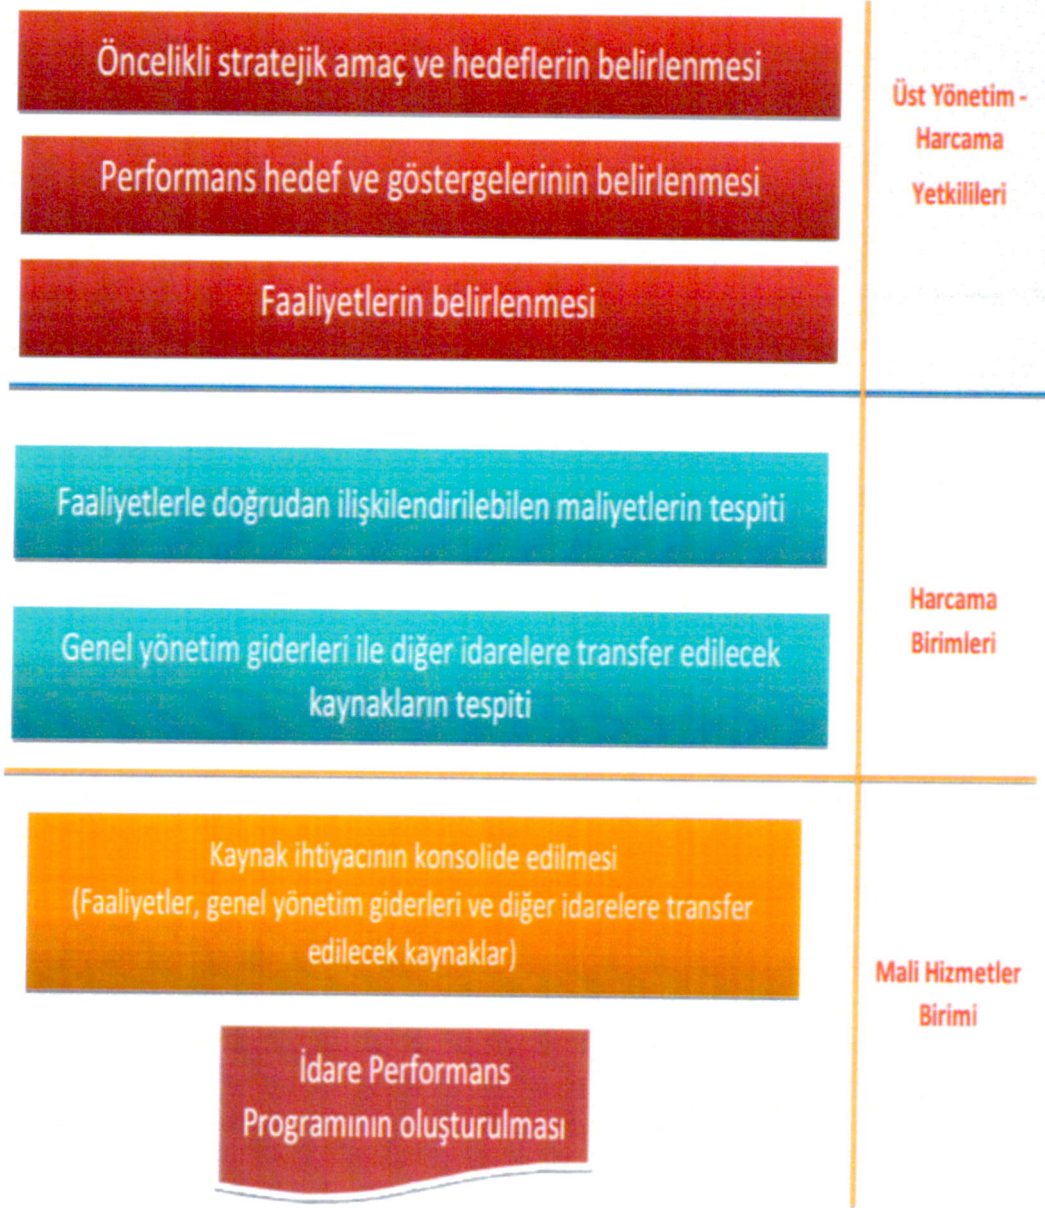 Öncelikli stratejik amaç ve hedeflerin belirlenmesi
Performans hedef ve göstergelerinin belirlenmesi
Faaliyetlerin belirlenmesi
Üst Yönetim -
Harcama
Yetkilileri
Faaliyetlerle doğrudan ilişkilendirilebilen maliyetlerin tespiti
Genel yönetim giderleri ile diğer idarelere transfer edilecek
kaynakların tespiti
Harcama
Birimleri
Kaynak ihtiyacının konsolide edilmesi
(Faaliyetler, genel yönetim giderleri ve diğer idarelere transfer
edilecek kaynaklar)
İdare Performans
Programının oluşturulması
Mali Hizmetler
Birimi